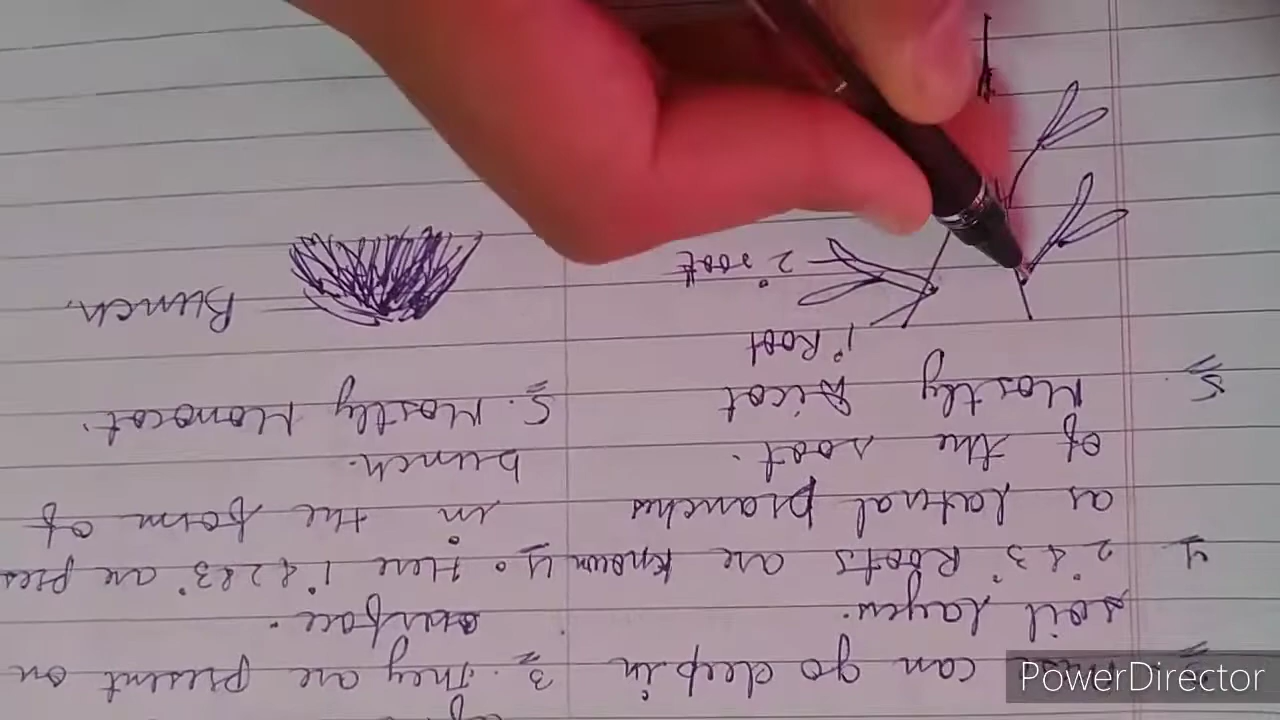 can go deep in
soil layer.
4 2° & 3° Roots are known
as latural branches
of the root.
5 Mostly Dicot
1° Root
2° root
3. They are present on
surface.
4. Here 1° & 2 & 3° are pres
in the form of
bunch.
5. Mostly Monocot.
Bunch.
PowerDirector